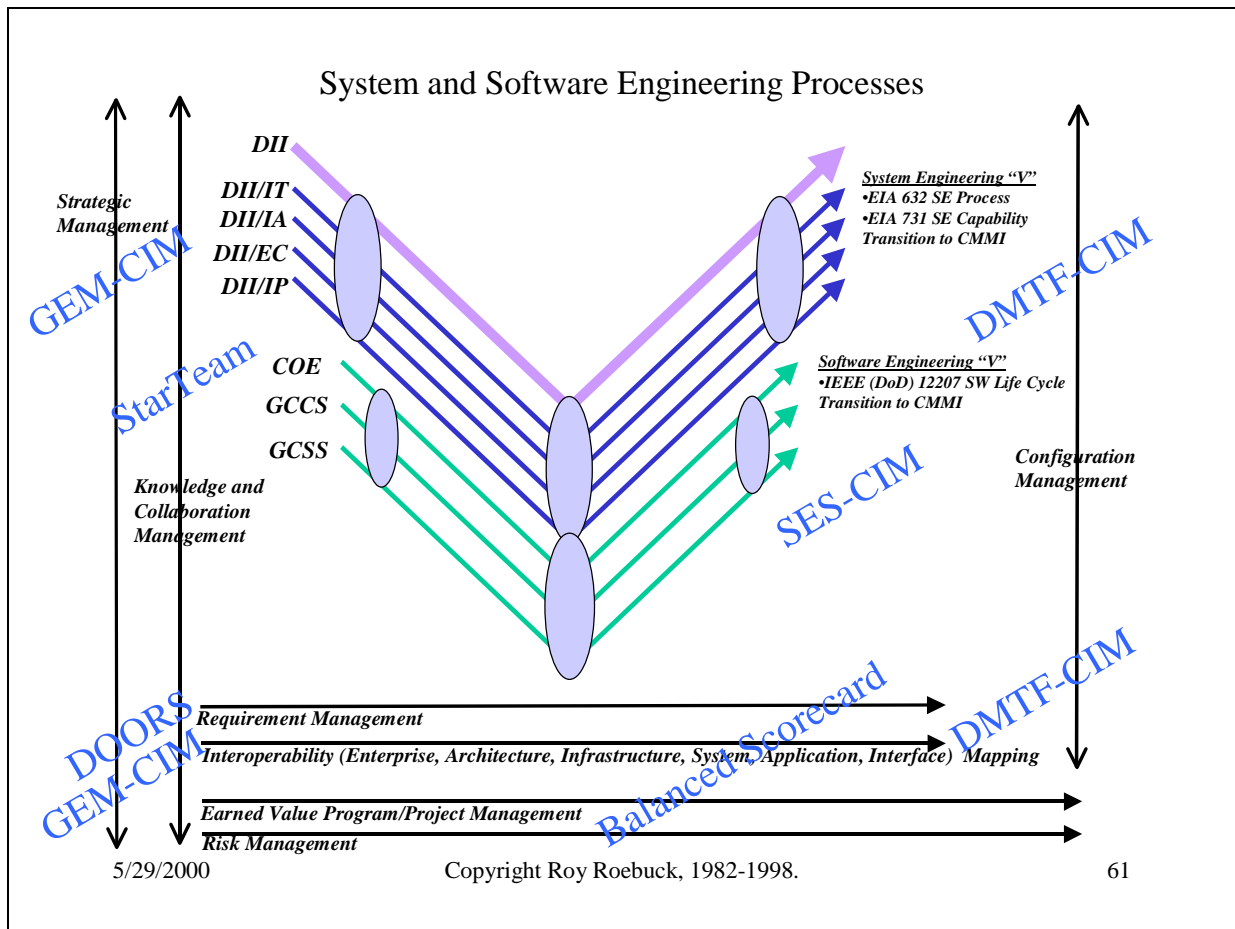 System and Software Engineering Processes
DII
DII/IT
DII/IA
DII/EC
DII/IP
COE
GCCS
GCSS
Strategic
Management
GEM-CIM
StarTeam
Knowledge and
Collaboration
Management
System Engineering “V”
•EIA 632 SE Process
•EIA 731 SE Capability
Transition to CMMI
DMTF-CIM
Software Engineering “V”
•IEEE (DoD) 12207 SW Life Cycle
Transition to CMMI
SES-CIM
Configuration
Management
DOORS
GEM-CIM
Balanced Scorecard
DMTF-CIM
Requirement Management
Interoperability (Enterprise, Architecture, Infrastructure, System, Application, Interface) Mapping
Earned Value Program/Project Management
Risk Management
5/29/2000
Copyright Roy Roebuck, 1982-1998.
61